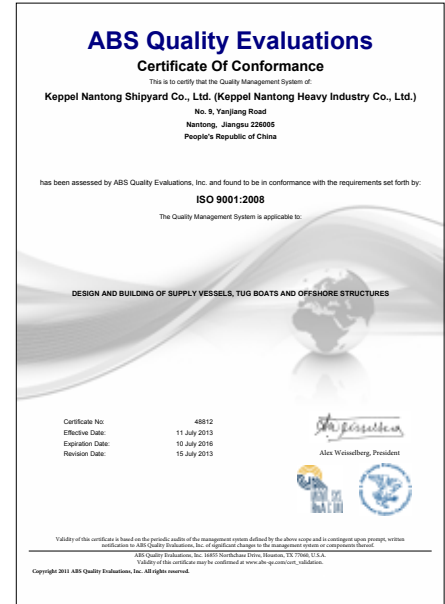 ABS Quality Evaluations
Certificate Of Conformance
This is to certify that the Quality Management System of:
Keppel Nantong Shipyard Co., Ltd. (Keppel Nantong Heavy Industry Co., Ltd.)
No. 9, Yanjiang Road
Nantong, Jiangsu 226005
People's Republic of China
has been assessed by ABS Quality Evaluations, Inc. and found to be in conformance with the requirements set forth by:
ISO 9001:2008
The Quality Management System is applicable to:
DESIGN AND BUILDING OF SUPPLY VESSELS, TUG BOATS AND OFFSHORE STRUCTURES
Certificate No: 48812
Effective Date: 11 July 2013
Expiration Date: 10 July 2016
Revision Date: 15 July 2013
Alex Weisselberg, President
Validity of this certificate is based on the periodic audits of the management system defined by the above scope and is contingent upon prompt, written
notification to ABS Quality Evaluations, Inc. of significant changes to the management system or components thereof.
ABS Quality Evaluations, Inc. 16855 Northchase Drive, Houston, TX 77060, U.S.A.
Validity of this certificate may be confirmed at www.abs-qe.com/cert_validation.
Copyright 2011 ABS Quality Evaluations, Inc. All rights reserved.